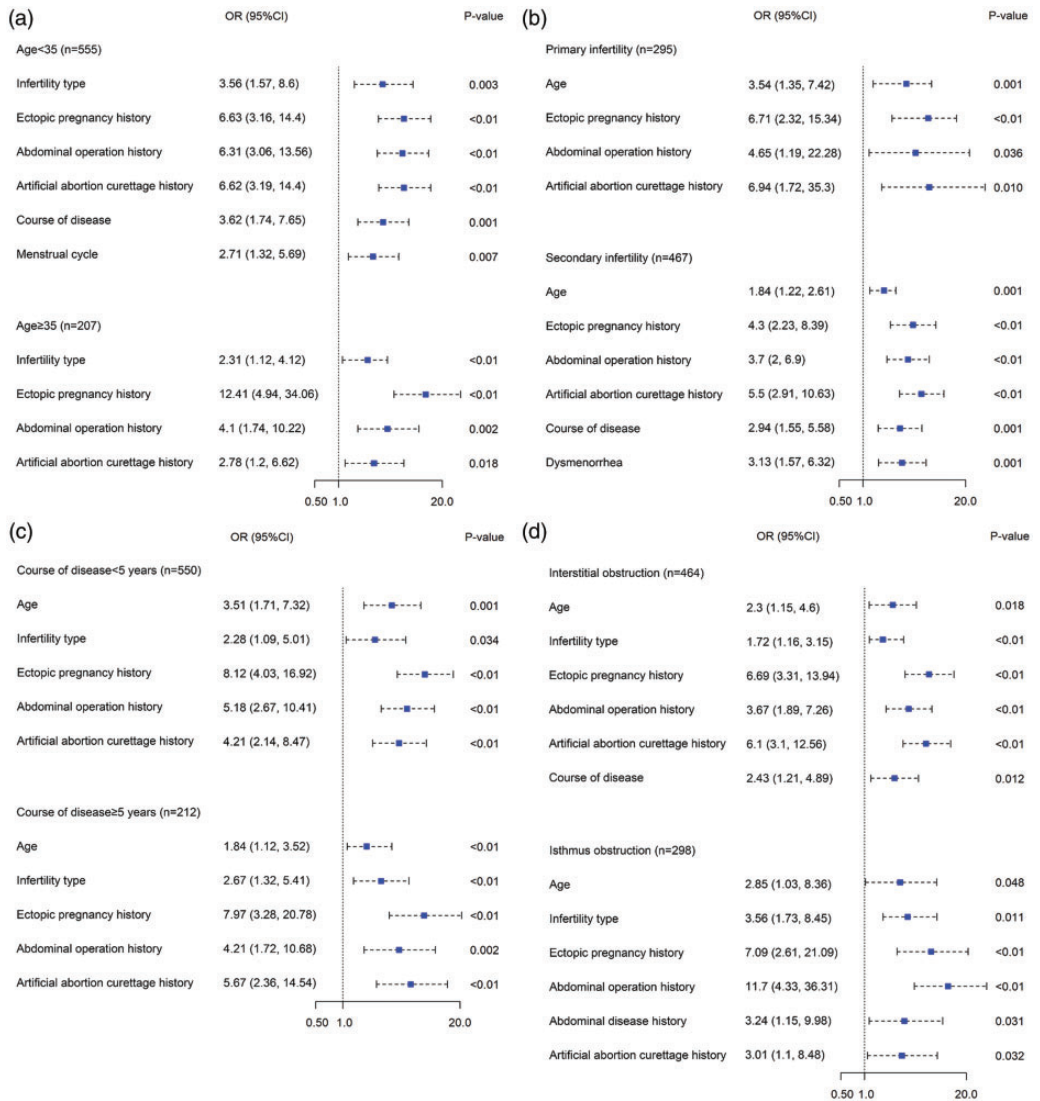 (a)
OR (95%CI) P-value
Age<35 (n=555)
Infertility type 3.56 (1.57, 8.6) 0.003
Ectopic pregnancy history 6.63 (3.16, 14.4) <0.01
Abdominal operation history 6.31 (3.06, 13.56) <0.01
Artificial abortion curettage history 6.62 (3.19, 14.4) <0.01
Course of disease 3.62 (1.74, 7.65) 0.001
Menstrual cycle 2.71 (1.32, 5.69) 0.007
Age≥35 (n=207)
Infertility type 2.31 (1.12, 4.12) <0.01
Ectopic pregnancy history 12.41 (4.94, 34.06) <0.01
Abdominal operation history 4.1 (1.74, 10.22) 0.002
Artificial abortion curettage history 2.78 (1.2, 6.62) 0.018
0.50 1.0 20.0
(b)
OR (95%CI) P-value
Primary infertility (n=295)
Age 3.54 (1.35, 7.42) 0.001
Ectopic pregnancy history 6.71 (2.32, 15.34) <0.01
Abdominal operation history 4.65 (1.19, 22.28) 0.036
Artificial abortion curettage history 6.94 (1.72, 35.3) 0.010
Secondary infertility (n=467)
Age 1.84 (1.22, 2.61) 0.001
Ectopic pregnancy history 4.3 (2.23, 8.39) <0.01
Abdominal operation history 3.7 (2, 6.9) <0.01
Artificial abortion curettage history 5.5 (2.91, 10.63) <0.01
Course of disease 2.94 (1.55, 5.58) 0.001
Dysmenorrhea 3.13 (1.57, 6.32) 0.001
0.50 1.0 20.0
(c)
OR (95%CI) P-value
Course of disease<5 years (n=550)
Age 3.51 (1.71, 7.32) 0.001
Infertility type 2.28 (1.09, 5.01) 0.034
Ectopic pregnancy history 8.12 (4.03, 16.92) <0.01
Abdominal operation history 5.18 (2.67, 10.41) <0.01
Artificial abortion curettage history 4.21 (2.14, 8.47) <0.01
Course of disease≥5 years (n=212)
Age 1.84 (1.12, 3.52) <0.01
Infertility type 2.67 (1.32, 5.41) <0.01
Ectopic pregnancy history 7.97 (3.28, 20.78) <0.01
Abdominal operation history 4.21 (1.72, 10.68) 0.002
Artificial abortion curettage history 5.67 (2.36, 14.54) <0.01
0.50 1.0 20.0
(d)
OR (95%CI) P-value
Interstitial obstruction (n=464)
Age 2.3 (1.15, 4.6) 0.018
Infertility type 1.72 (1.16, 3.15) <0.01
Ectopic pregnancy history 6.69 (3.31, 13.94) <0.01
Abdominal operation history 3.67 (1.89, 7.26) <0.01
Artificial abortion curettage history 6.1 (3.1, 12.56) <0.01
Course of disease 2.43 (1.21, 4.89) 0.012
Isthmus obstruction (n=298)
Age 2.85 (1.03, 8.36) 0.048
Infertility type 3.56 (1.73, 8.45) 0.011
Ectopic pregnancy history 7.09 (2.61, 21.09) <0.01
Abdominal operation history 11.7 (4.33, 36.31) <0.01
Abdominal disease history 3.24 (1.15, 9.98) 0.031
Artificial abortion curettage history 3.01 (1.1, 8.48) 0.032
0.50 1.0 20.0